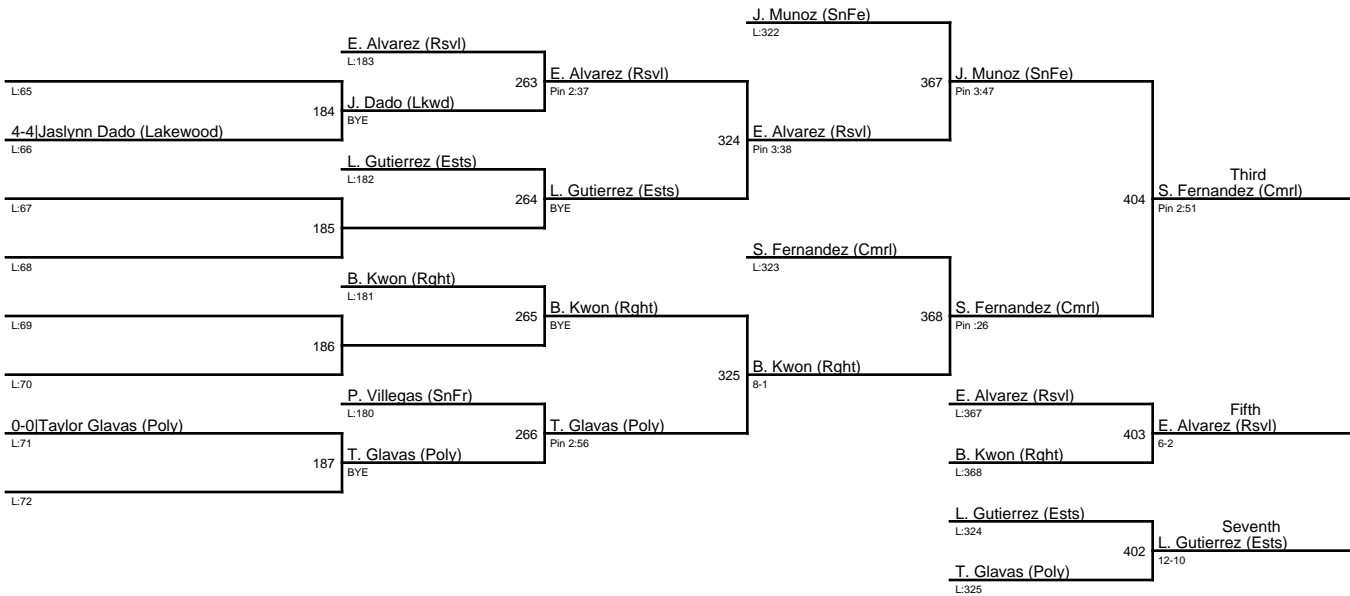 J. Munoz (SnFe)
L:322
E. Alvarez (Rsvl)
L:183
263
E. Alvarez (Rsvl)
Pin 2:37
367
J. Munoz (SnFe)
Pin 3:47
L:65
184
J. Dado (Lkwd)
BYE
4-4|Jaslynn Dado (Lakewood)
L:66
324
E. Alvarez (Rsvl)
Pin 3:38
L. Gutierrez (Ests)
L:182
264
L. Gutierrez (Ests)
BYE
404
Third
S. Fernandez (Cmrl)
Pin 2:51
L:67
185
L:68
S. Fernandez (Cmrl)
L:323
B. Kwon (Rght)
L:181
265
B. Kwon (Rght)
BYE
368
S. Fernandez (Cmrl)
Pin :26
L:69
186
L:70
325
B. Kwon (Rght)
8-1
P. Villegas (SnFr)
L:180
266
T. Glavas (Poly)
Pin 2:56
E. Alvarez (Rsvl)
L:367
403
Fifth
E. Alvarez (Rsvl)
6-2
0-0|Taylor Glavas (Poly)
L:71
187
T. Glavas (Poly)
BYE
B. Kwon (Rght)
L:368
L:72
L. Gutierrez (Ests)
L:324
402
Seventh
L. Gutierrez (Ests)
12-10
T. Glavas (Poly)
L:325